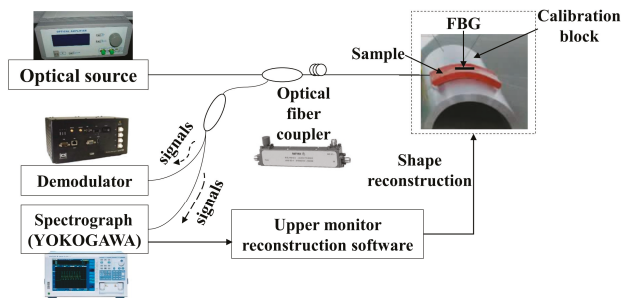 FBG
Calibration
block
Sample
Optical source
Optical
fiber
coupler
signals
signals
Demodulator
Shape
reconstruction
Spectrograph
(YOKOGAWA)
Upper monitor
reconstruction software